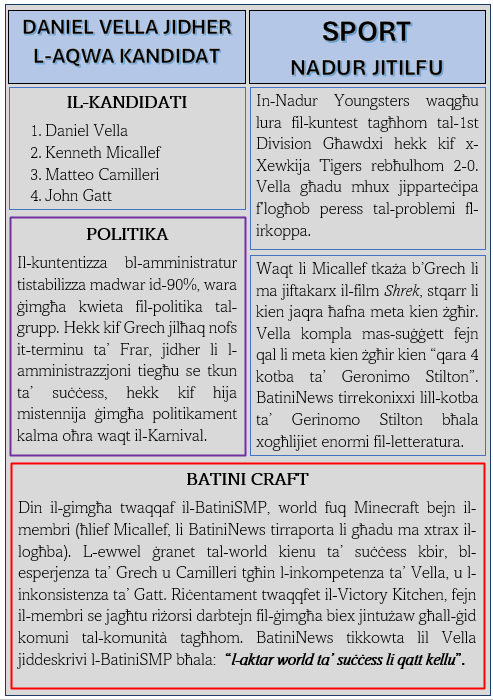 DANIEL VELLA JIDHER
L-AQWA KANDIDAT
IL-KANDIDATI
1. Daniel Vella
2. Kenneth Micallef
3. Matteo Camilleri
4. John Gatt
POLITIKA
Il-kuntentizza bl-amministratur
tistabilizza madwar id-90%, wara
ġimgħa kwieta fil-politika tal-
grupp. Hekk kif Grech jilħaq nofs
it-terminu ta’ Frar, jidher li l-
amministrazzjoni tiegħu se tkun
ta’ suċċess, hekk kif hija
mistennija ġimgħa politikament
kalma oħra waqt il-Karnival.
SPORT
NADUR JITILFU
In-Nadur Youngsters waqgħu
lura fil-kuntest tagħhom tal-1st
Division Għawdxi hekk kif x-
Xewkija Tigers rebħulhom 2-0.
Vella għadu mhux jipparteċipa
f’logħob peress tal-problemi fl-
irkoppa.
Waqt li Micallef tkaża b’Grech li
ma jiftakarx il-film Shrek, stqarr li
kien jaqra ħafna meta kien żgħir.
Vella kompla mas-suġġett fejn
qal li meta kien żgħir kien “qara 4
kotba ta’ Geronimo Stilton”.
BatiniNews tirrekonixxi lill-kotba
ta’ Gerinomo Stilton bħala
xogħlijiet enormi fil-letteratura.
BATINI CRAFT
Din il-gimgħa twaqqaf il-BatiniSMP, world fuq Minecraft bejn il-
membri (ħlief Micallef, li BatiniNews tirraporta li għadu ma xtrax il-
logħba). L-ewwel ġranet tal-world kienu ta’ suċċess kbir, bl-
esperjenza ta’ Grech u Camilleri tgħin l-inkompetenza ta’ Vella, u l-
inkonsistenza ta’ Gatt. Riċentament twaqqfet il-Victory Kitchen, fejn
il-membri se jagħtu riżorsi darbtejn fil-ġimgħa biex jintużaw għall-ġid
komuni tal-komunità tagħhom. BatiniNews tikkowta lil Vella
jiddeskrivi l-BatiniSMP bħala: “l-aktar world ta’ suċċess li qatt kellu”.